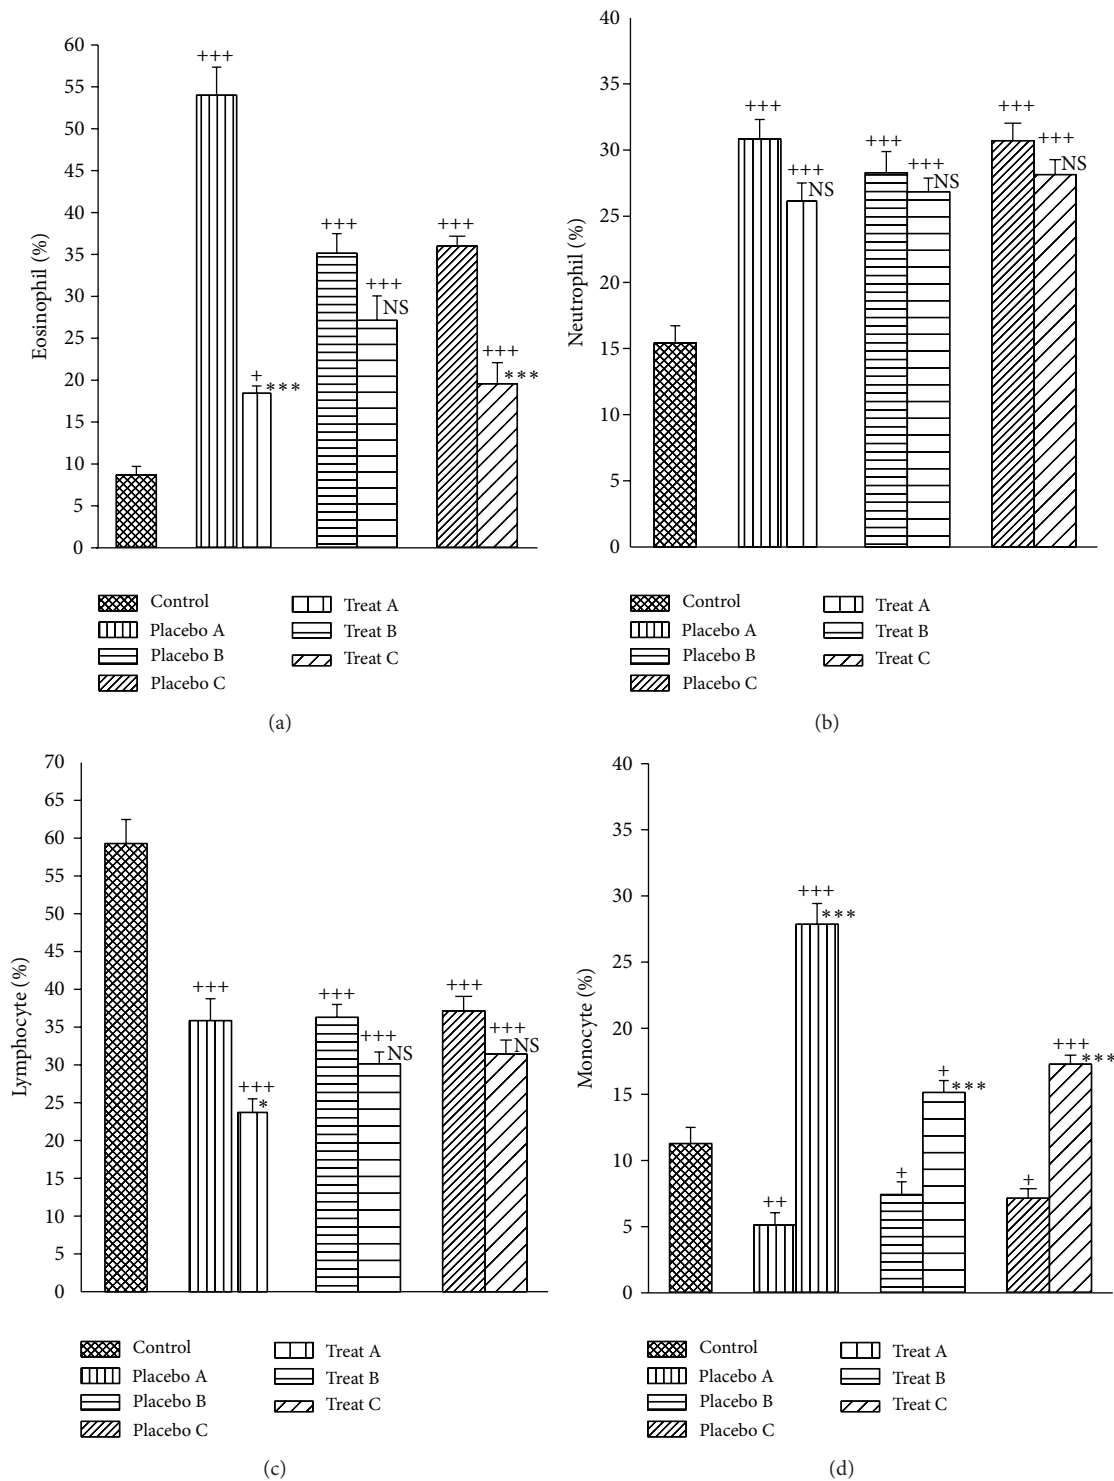 Eosinophil (%)
60
55
50
45
40
35
30
25
20
15
10
5
0
+++
+
***
+++
+++
NS
+++
+++
***
Control
Placebo A
Placebo B
Placebo C
Treat A
Treat B
Treat C
(a)
Neutrophil (%)
40
35
30
25
20
15
10
5
0
+++
+++
NS
+++
+++
NS
+++
+++
NS
Control
Placebo A
Placebo B
Placebo C
Treat A
Treat B
Treat C
(b)
Lymphocyte (%)
70
65
60
55
50
45
40
35
30
25
20
15
10
5
0
+++
+++
*
+++
+++
NS
+++
+++
NS
Control
Placebo A
Placebo B
Placebo C
Treat A
Treat B
Treat C
(c)
Monocyte (%)
40
35
30
25
20
15
10
5
0
++
+++
***
+
+
***
+
+++
***
Control
Placebo A
Placebo B
Placebo C
Treat A
Treat B
Treat C
(d)